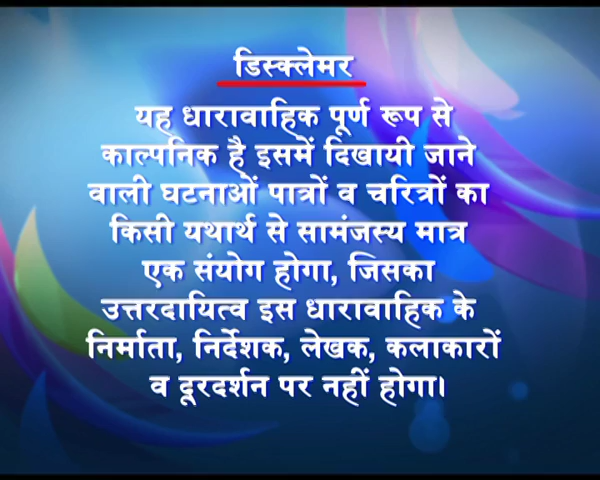 डिस्क्लेमर
यह धारावाहिक पूर्ण रूप से
काल्पनिक है इसमें दिखायी जाने
वाली घटनाओं पात्रों व चरित्रों का
किसी यथार्थ से सामंजस्य मात्र
एक संयोग होगा, जिसका
उत्तरदायित्व इस धारावाहिक के
निर्माता, निर्देशक, लेखक, कलाकारों
व दूरदर्शन पर नहीं होगा।